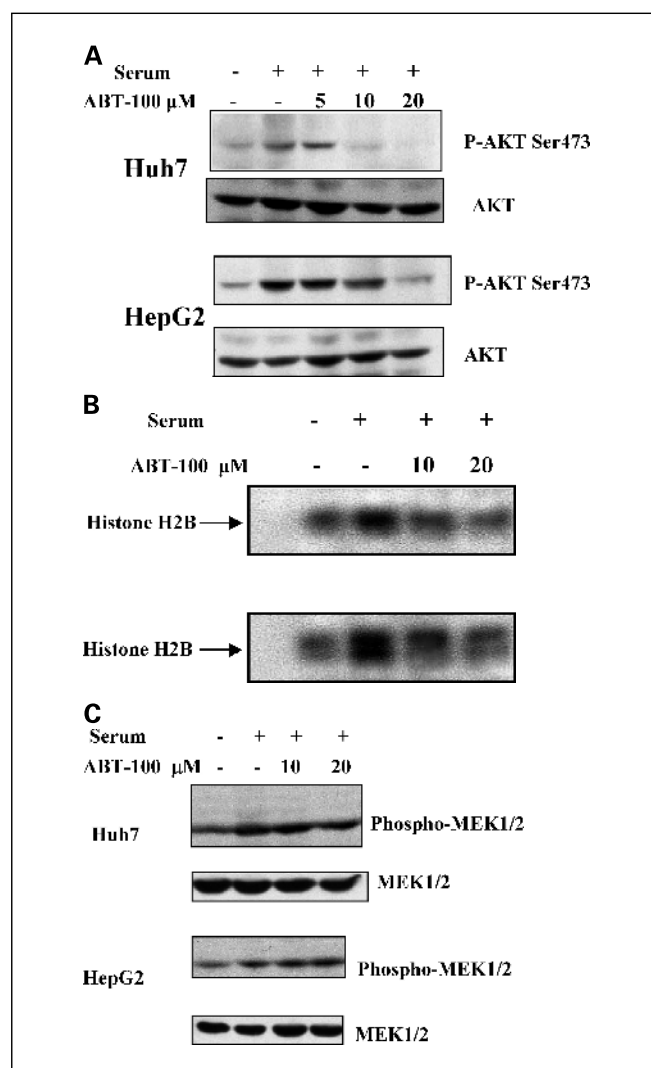 A
Serum - + + + +
ABT-100 μM - - 5 10 20
P-AKT Ser473
Huh7
AKT
P-AKT Ser473
HepG2
AKT
B
Serum - + + +
ABT-100 μM - - 10 20
Histone H2B
Histone H2B
C
Serum - + + +
ABT-100 μM - - 10 20
Huh7 Phospho-MEK1/2
MEK1/2
HepG2 Phospho-MEK1/2
MEK1/2